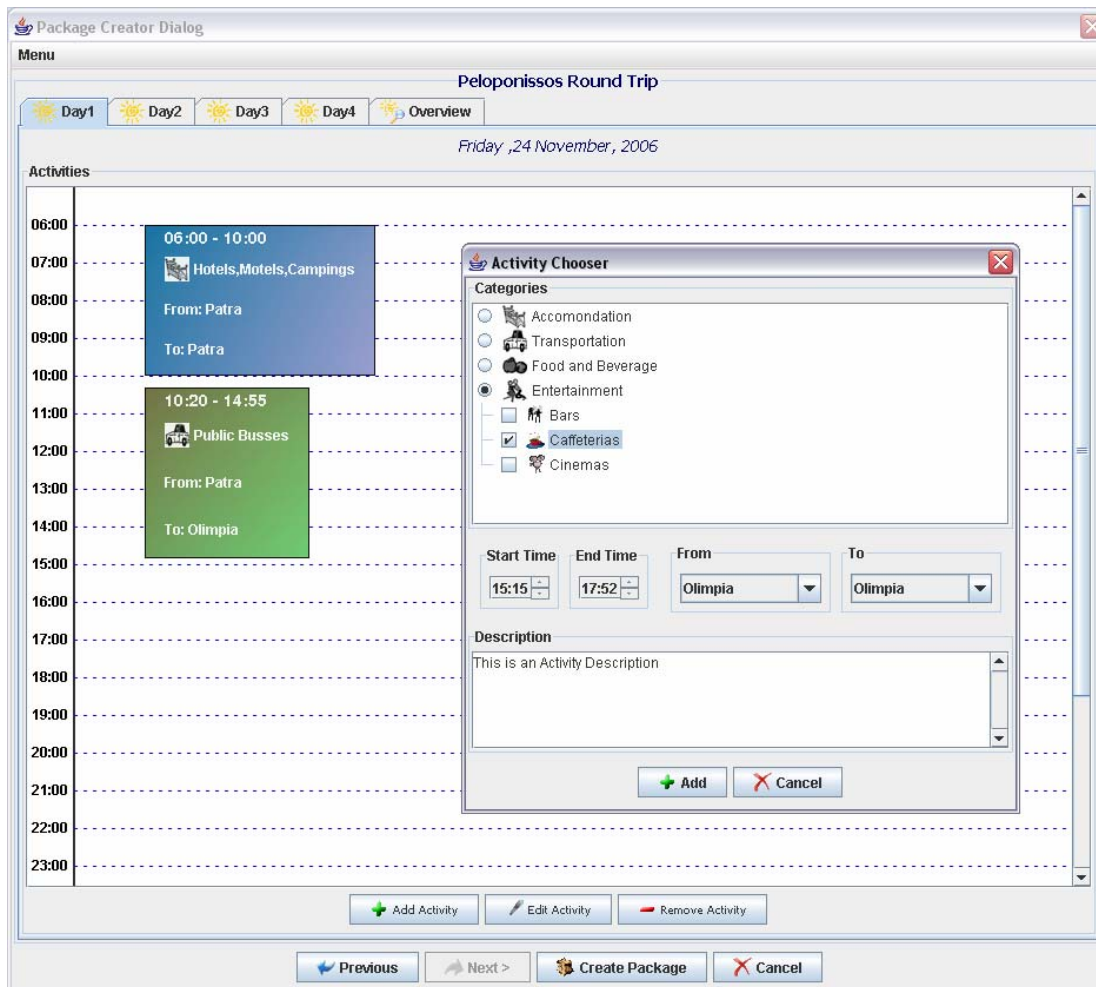 Package Creator Dialog
Menu
Peloponissos Round Trip
Day1 Day2 Day3 Day4 Overview
Friday ,24 November, 2006
Activities
06:00
07:00
08:00
09:00
10:00
11:00
12:00
13:00
14:00
15:00
16:00
17:00
18:00
19:00
20:00
21:00
22:00
23:00
06:00 - 10:00
Hotels,Motels,Campings
From: Patra
To: Patra
10:20 - 14:55
Public Busses
From: Patra
To: Olimpia
Activity Chooser
Categories
Accomondation
Transportation
Food and Beverage
Entertainment
Bars
Caffeterias
Cinemas
Start Time End Time From To
15:15 17:52 Olimpia Olimpia
Description
This is an Activity Description
Add Cancel
Add Activity Edit Activity Remove Activity
Previous Next > Create Package Cancel